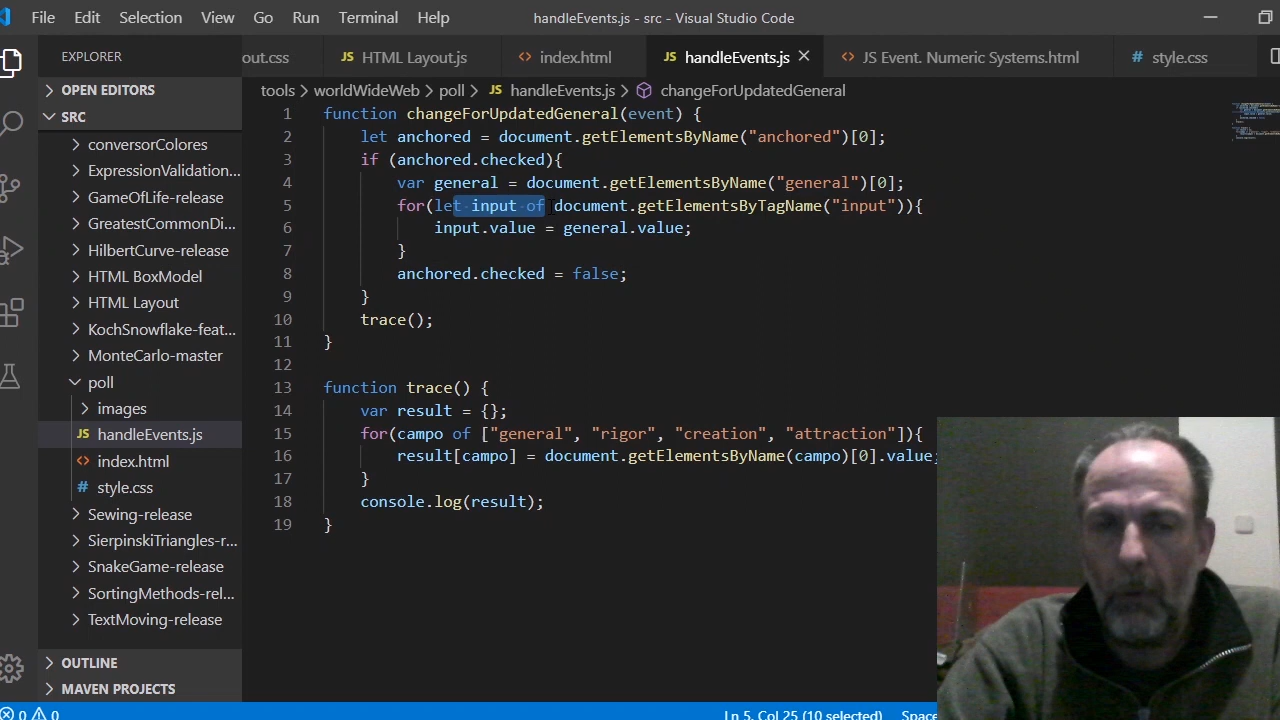 File Edit Selection View Go Run Terminal Help handleEvents.js - src - Visual Studio Code
EXPLORER
out.css JS HTML Layout.js <> index.html JS handleEvents.js × <> JS Event. Numeric Systems.html # style.css
OPEN EDITORS
SRC
conversorColores
ExpressionValidation...
GameOfLife-release
GreatestCommonDi...
HilbertCurve-release
HTML BoxModel
HTML Layout
KochSnowflake-feat...
MonteCarlo-master
poll
images
JS handleEvents.js
<> index.html
# style.css
Sewing-release
SierpinskiTriangles-r...
SnakeGame-release
SortingMethods-rel...
TextMoving-release
OUTLINE
MAVEN PROJECTS
tools > worldWideWeb > poll > JS handleEvents.js > changeForUpdatedGeneral
1 function changeForUpdatedGeneral(event) {
2 let anchored = document.getElementsByName("anchored")[0];
3 if (anchored.checked){
4 var general = document.getElementsByName("general")[0];
5 for(let input of document.getElementsByTagName("input")){
6 input.value = general.value;
7 }
8 anchored.checked = false;
9 }
10 trace();
11 }
12
13 function trace() {
14 var result = {};
15 for(campo of ["general", "rigor", "creation", "attraction"]){
16 result[campo] = document.getElementsByName(campo)[0].value;
17 }
18 console.log(result);
19 }
0 0 Ln 5, Col 25 (10 selected) Space